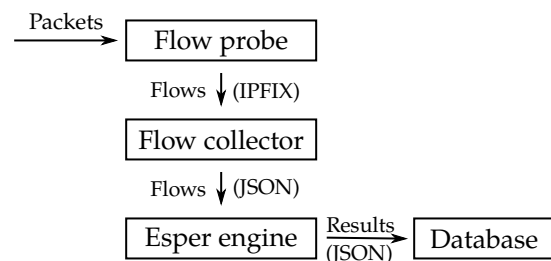 Packets
Flow probe
Flows (IPFIX)
Flow collector
Flows (JSON)
Esper engine
Results
(JSON)
Database